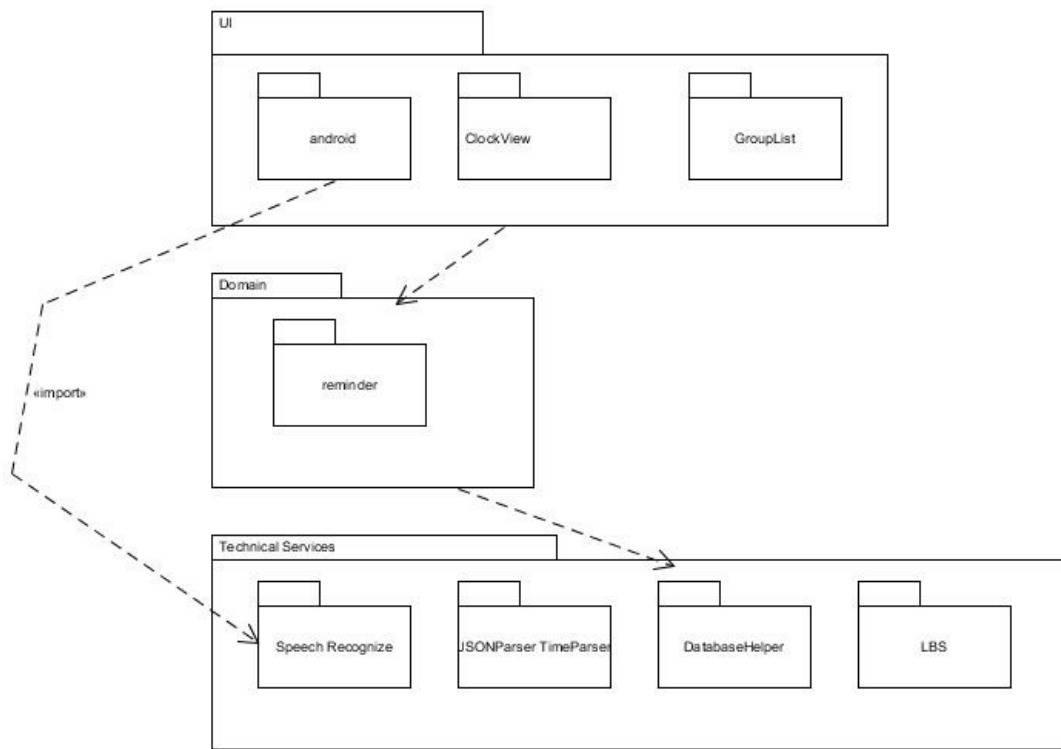 UI
android
ClockView
GroupList
Domain
reminder
«import»
Technical Services
Speech Recognize
JSONParser TimeParser
DatabaseHelper
LBS